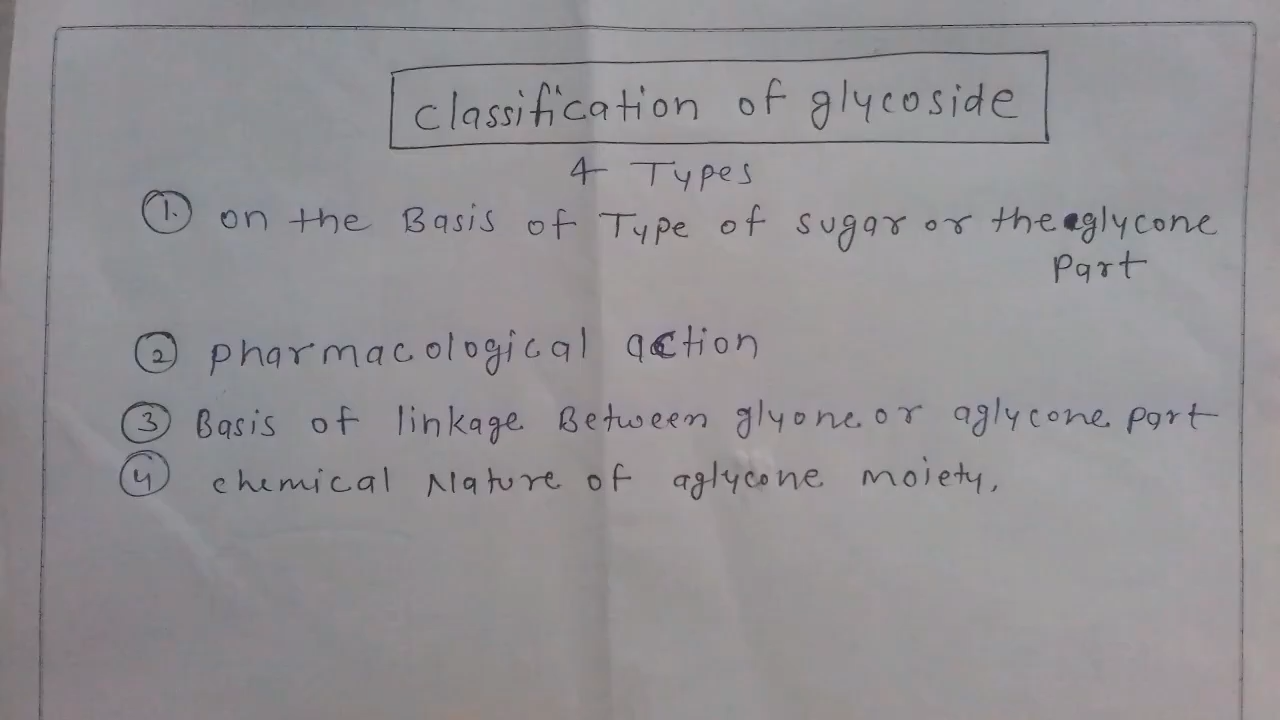 classification of glycoside
4 Types
1. on the Basis of Type of sugar or the glycone
part
2 pharmacological action
3 Basis of linkage Between glyone or aglycone part
4 chemical Nature of aglycone moiety,